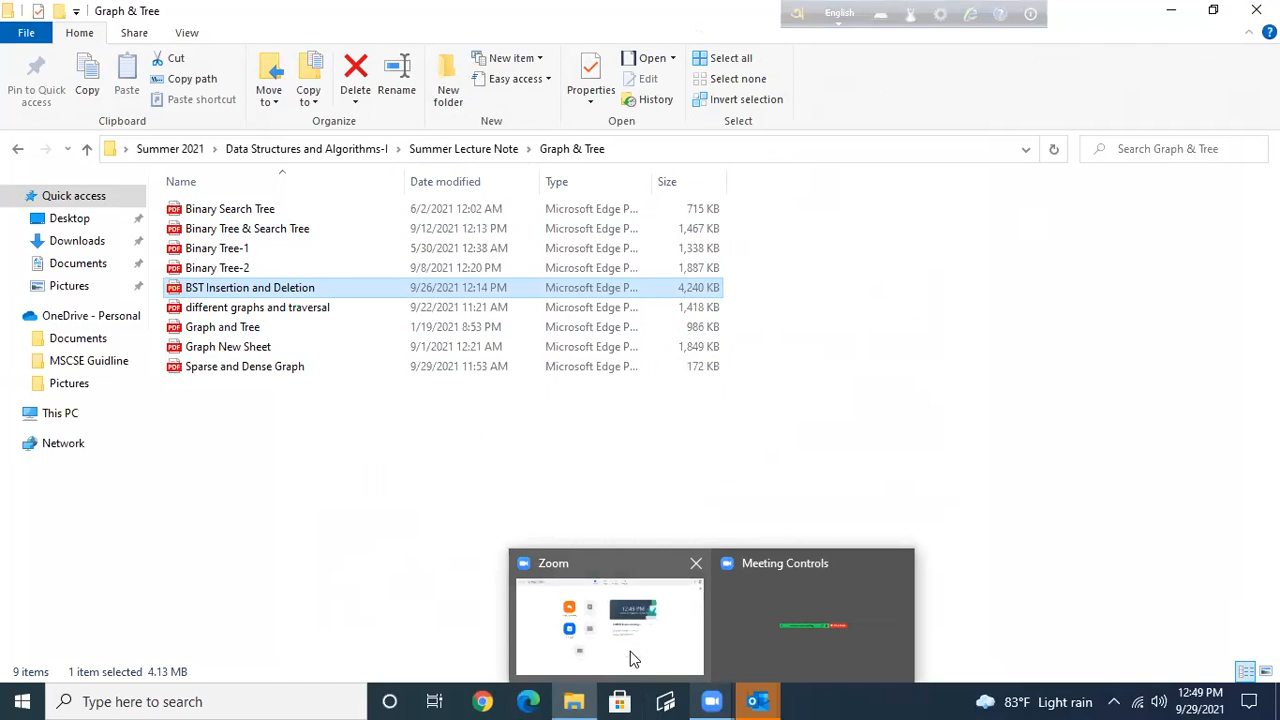 Graph & Tree
English
File Home Share View
Pin to Quick access
Copy
Paste
Cut
Copy path
Paste shortcut
Clipboard
Move to
Copy to
Delete
Rename
Organize
New folder
New item
Easy access
New
Properties
Open
Edit
History
Open
Select all
Select none
Invert selection
Select
Summer 2021 Data Structures and Algorithms-I Summer Lecture Note Graph & Tree
Search Graph & Tree
Name Date modified Type Size
Binary Search Tree 6/2/2021 12:02 AM Microsoft Edge P... 715 KB
Binary Tree & Search Tree 9/12/2021 12:13 PM Microsoft Edge P... 1,467 KB
Binary Tree-1 5/30/2021 12:38 AM Microsoft Edge P... 1,338 KB
Binary Tree-2 9/8/2021 12:20 PM Microsoft Edge P... 1,887 KB
BST Insertion and Deletion 9/26/2021 12:14 PM Microsoft Edge P... 4,240 KB
different graphs and traversal 9/22/2021 11:21 AM Microsoft Edge P... 1,418 KB
Graph and Tree 1/19/2021 8:53 PM Microsoft Edge P... 986 KB
Graph New Sheet 9/1/2021 12:21 AM Microsoft Edge P... 1,849 KB
Sparse and Dense Graph 9/29/2021 11:53 AM Microsoft Edge P... 172 KB
Quick access
Desktop
Downloads
Documents
Pictures
OneDrive - Personal
Documents
MSCSE Guidline
Pictures
This PC
Network
Zoom
Meeting Controls
12:49 PM
9 items 1 item selected 4.13 MB
Type here to search
83°F Light rain
12:49 PM
9/29/2021